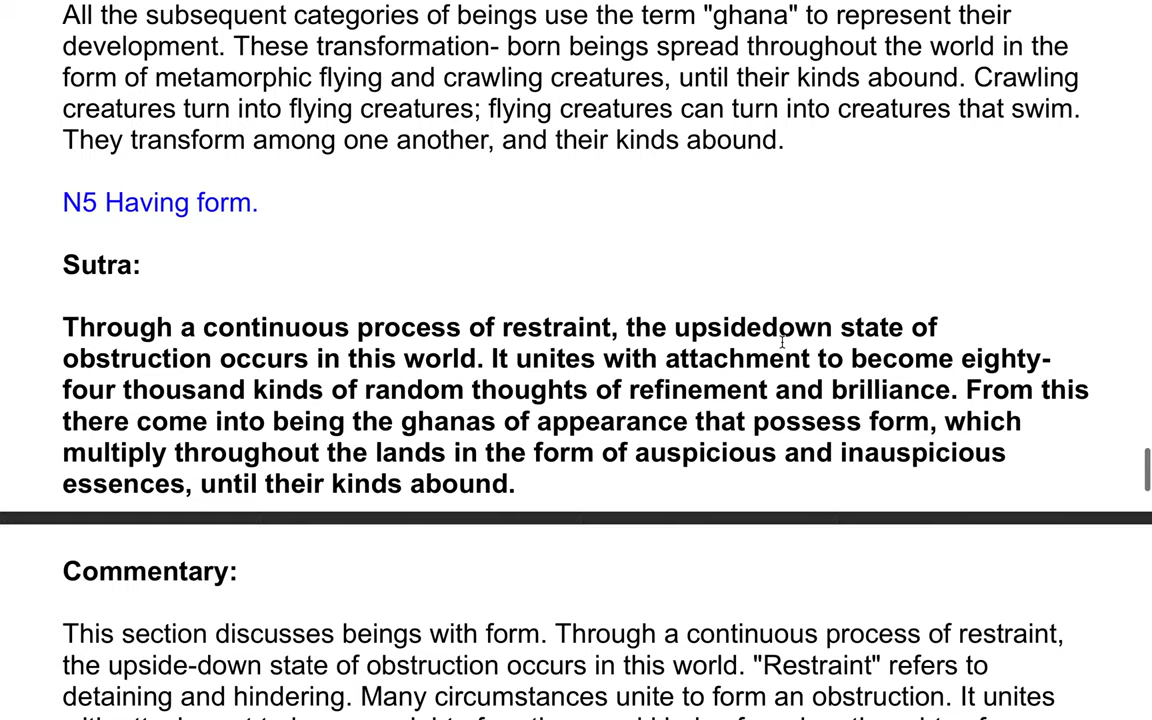 All the subsequent categories of beings use the term "ghana" to represent their
development. These transformation- born beings spread throughout the world in the
form of metamorphic flying and crawling creatures, until their kinds abound. Crawling
creatures turn into flying creatures; flying creatures can turn into creatures that swim.
They transform among one another, and their kinds abound.
N5 Having form.
Sutra:
Through a continuous process of restraint, the upsidedown state of
obstruction occurs in this world. It unites with attachment to become eighty-
four thousand kinds of random thoughts of refinement and brilliance. From this
there come into being the ghanas of appearance that possess form, which
multiply throughout the lands in the form of auspicious and inauspicious
essences, until their kinds abound.
Commentary:
This section discusses beings with form. Through a continuous process of restraint,
the upside-down state of obstruction occurs in this world. "Restraint" refers to
detaining and hindering. Many circumstances unite to form an obstruction. It unites